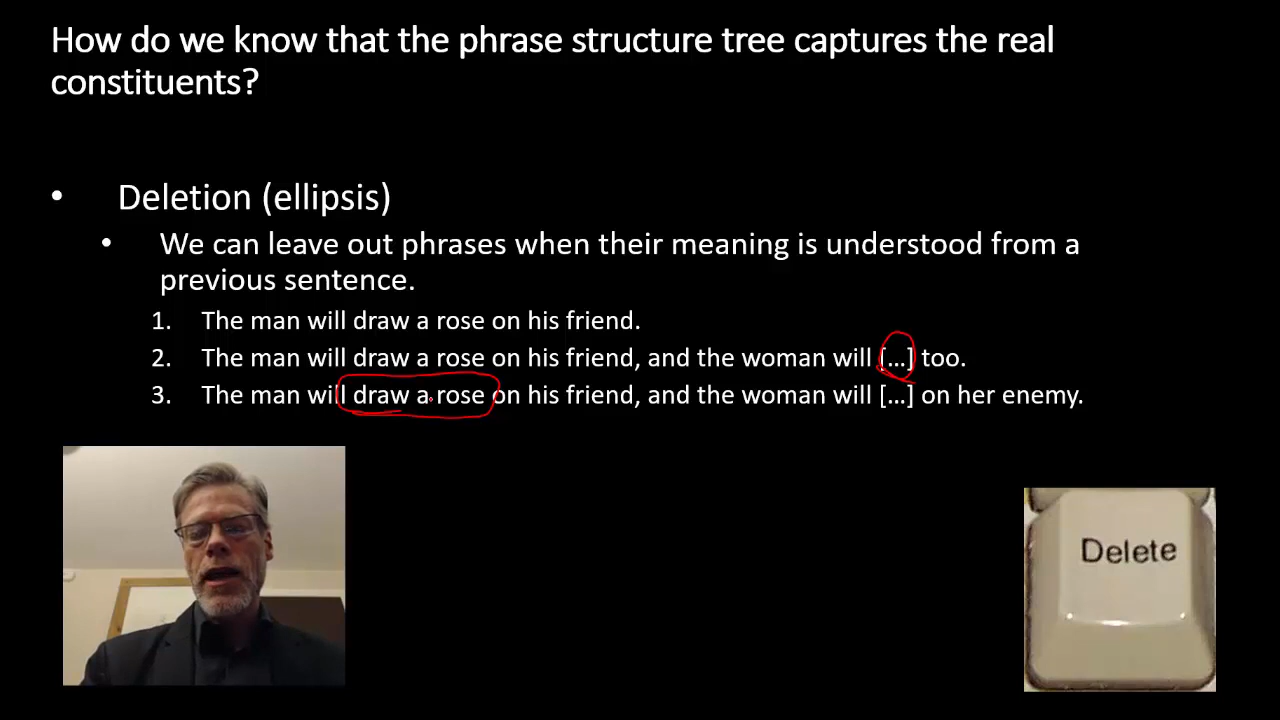 How do we know that the phrase structure tree captures the real
constituents?
• Deletion (ellipsis)
• We can leave out phrases when their meaning is understood from a
previous sentence.
1. The man will draw a rose on his friend.
2. The man will draw a rose on his friend, and the woman will […] too.
3. The man will draw a rose on his friend, and the woman will […] on her enemy.
Delete